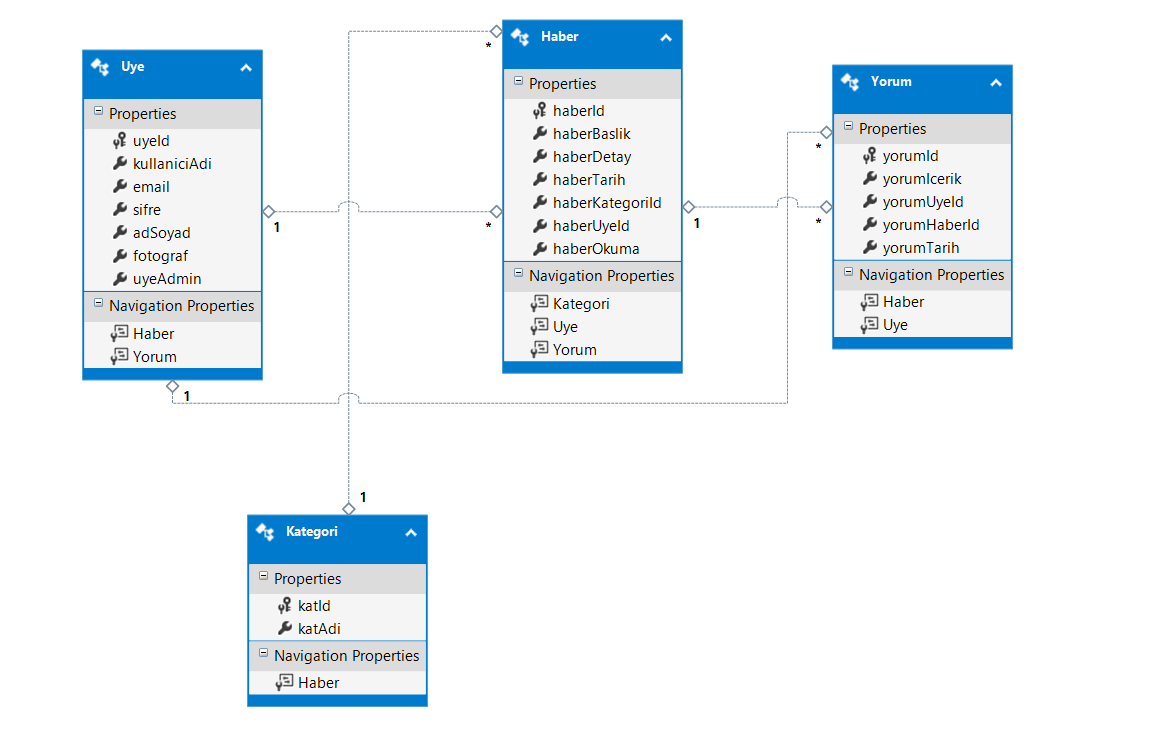 Uye
Properties
uyeId
kullaniciAdi
email
sifre
adSoyad
fotograf
uyeAdmin
Navigation Properties
Haber
Yorum
1
1
*
*
Haber
Properties
haberId
haberBaslik
haberDetay
haberTarih
haberKategoriId
haberUyeId
haberOkuma
Navigation Properties
Kategori
Uye
Yorum
1
*
*
Yorum
Properties
yorumId
yorumIcerik
yorumUyeId
yorumHaberId
yorumTarih
Navigation Properties
Haber
Uye
1
Kategori
Properties
katId
katAdi
Navigation Properties
Haber